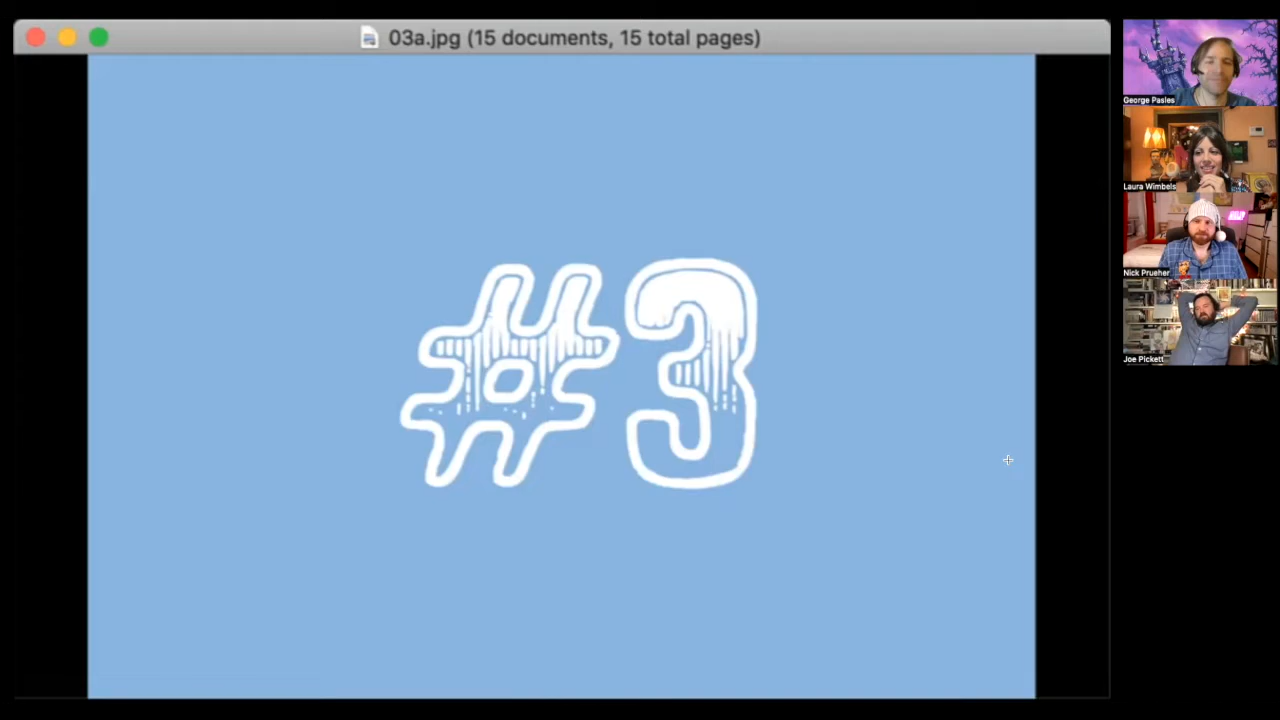 03a.jpg (15 documents, 15 total pages)
#3
George Pasles
Laura Wimbels
Nick Prueher
Joe Pickett